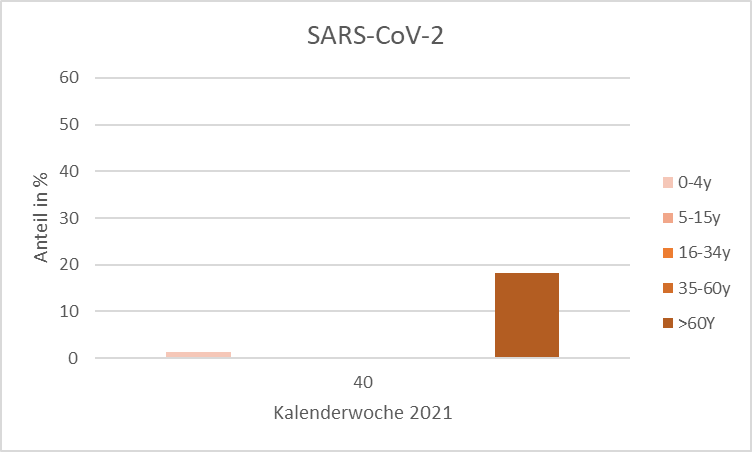 SARS-CoV-2
60
50
40
30
20
10
0
Anteil in %
40
Kalenderwoche 2021
0-4y
5-15y
16-34y
35-60y
>60Y